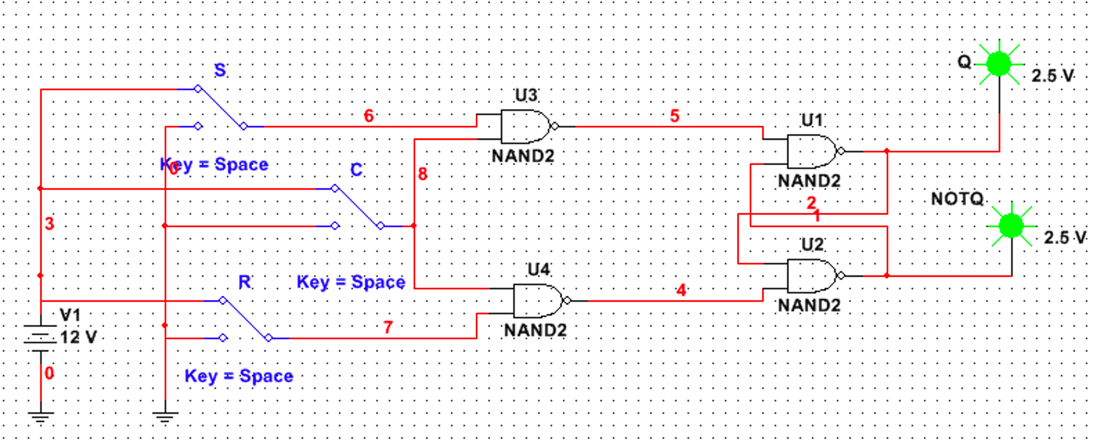 S
Q
2.5 V
U3
6
5
U1
NAND2
Key = Space
0
C
8
NAND2
NOTQ
2
1
3
2.5 V
U2
R
Key = Space
U4
4
NAND2
V1
12 V
7
NAND2
0
Key = Space